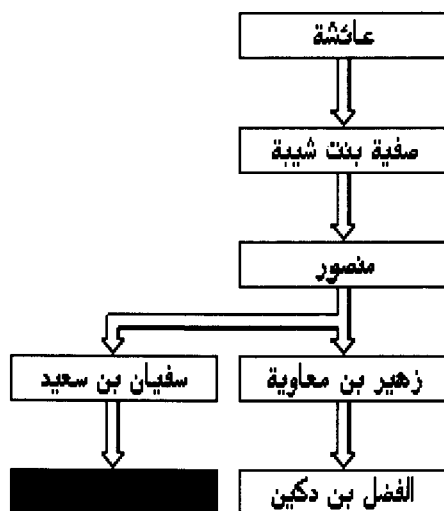 عائشة
صفية بنت شيبة
منصور
زهير بن معاوية
سفيان بن سعيد
الفضل بن دكين